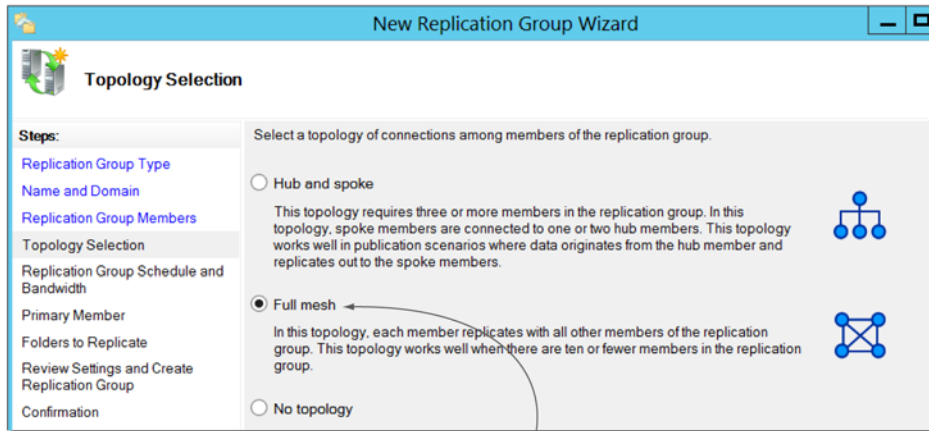 New Replication Group Wizard
Topology Selection
Steps:
Replication Group Type
Name and Domain
Replication Group Members
Topology Selection
Replication Group Schedule and
Bandwidth
Primary Member
Folders to Replicate
Review Settings and Create
Replication Group
Confirmation
Select a topology of connections among members of the replication group.
Hub and spoke
This topology requires three or more members in the replication group. In this
topology, spoke members are connected to one or two hub members. This topology
works well in publication scenarios where data originates from the hub member and
replicates out to the spoke members.
Full mesh
In this topology, each member replicates with all other members of the replication
group. This topology works well when there are ten or fewer members in the replication
group.
No topology